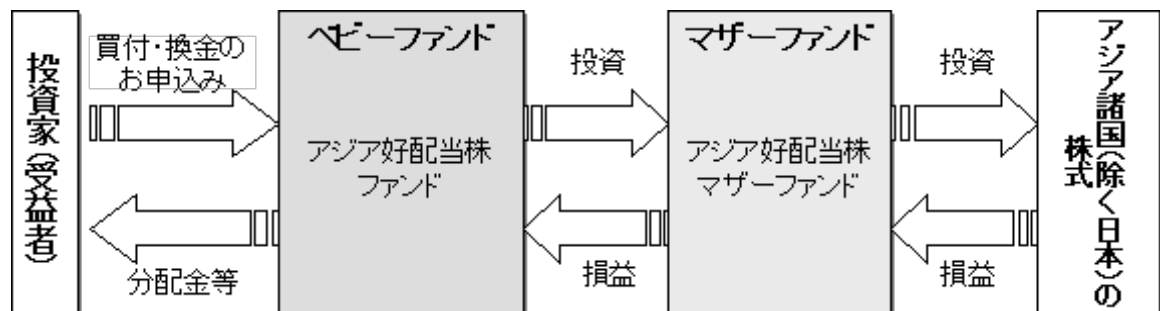 投資家(受益者)
買付・換金の
お申込み
分配金等
ベビーファンド
アジア好配当株
ファンド
投資
損益
マザーファンド
アジア好配当株
マザーファンド
投資
損益
アジア諸国(除く日本)の
株式